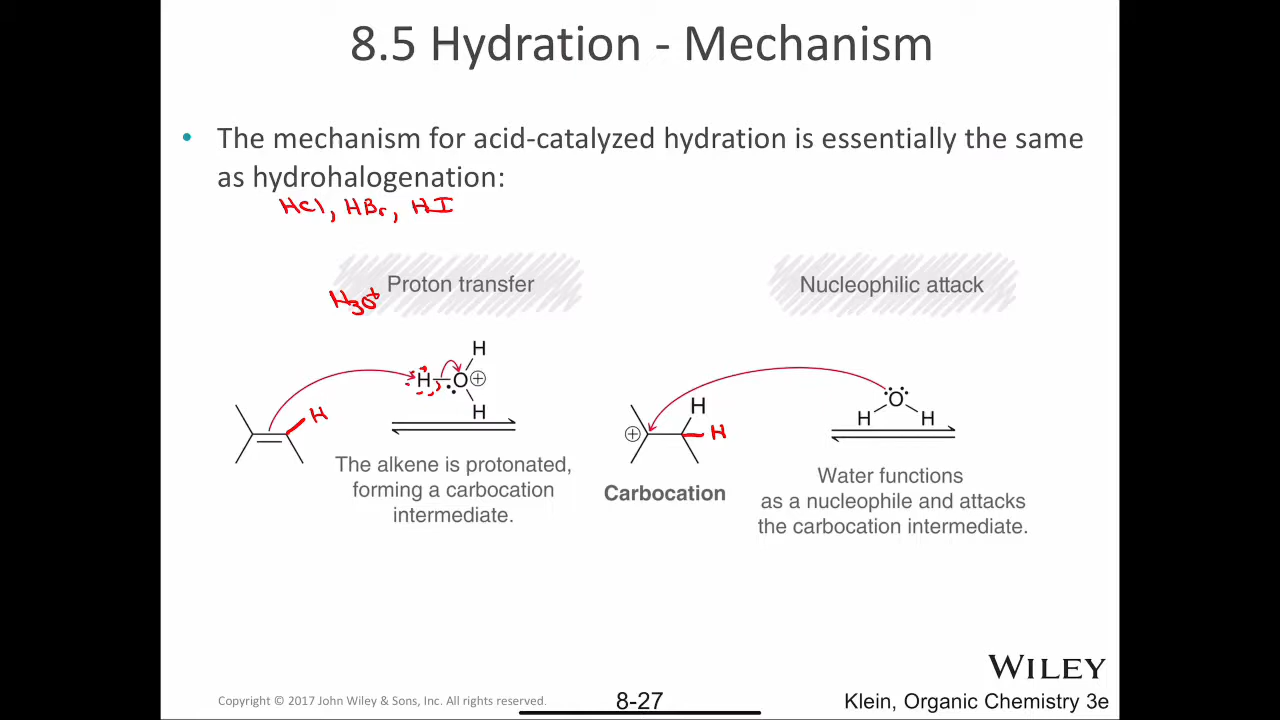 8.5 Hydration - Mechanism
• The mechanism for acid-catalyzed hydration is essentially the same
as hydrohalogenation:
HCl, HBr, HI
Proton transfer
Nucleophilic attack
H3O+
H
H O ⊕
H
H
The alkene is protonated,
forming a carbocation
intermediate.
H
⊕
H
Carbocation
O
H H
Water functions
as a nucleophile and attacks
the carbocation intermediate.
WILEY
Copyright © 2017 John Wiley & Sons, Inc. All rights reserved.
8-27
Klein, Organic Chemistry 3e